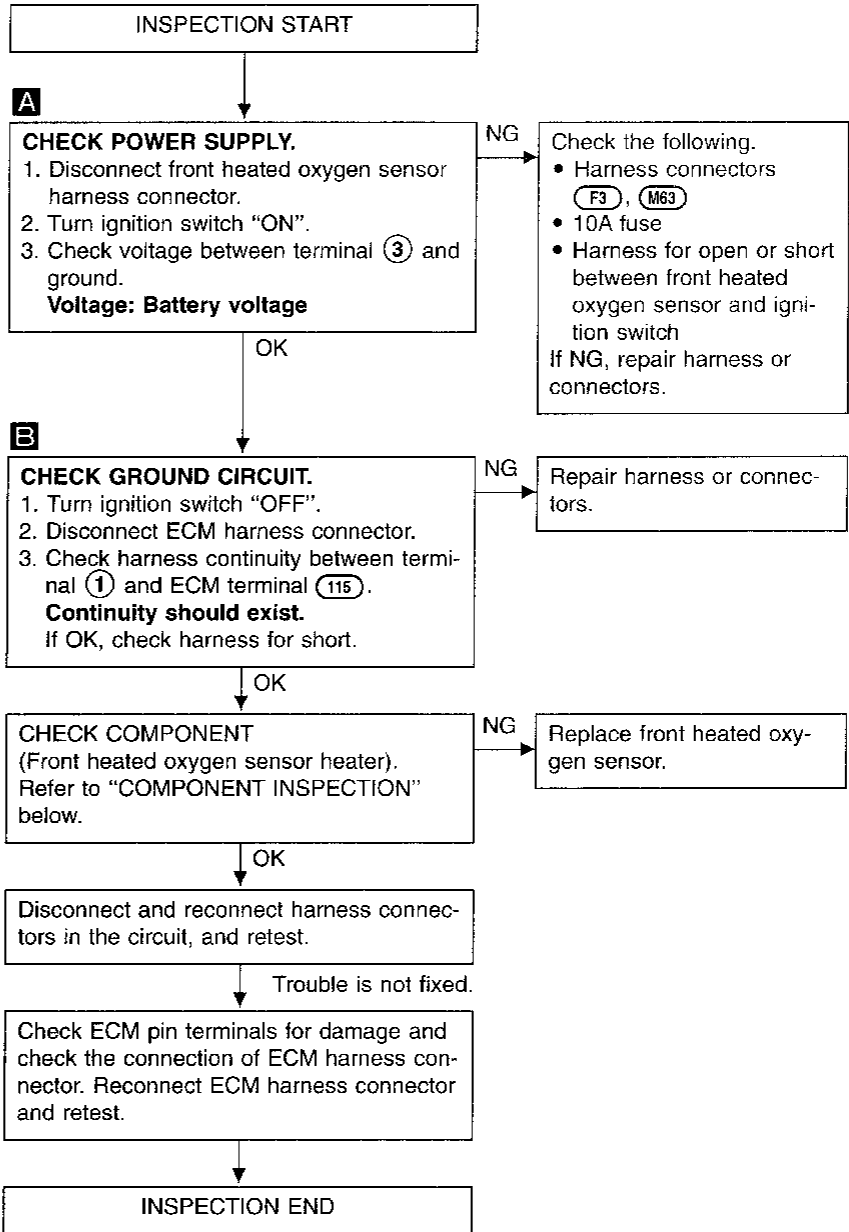 INSPECTION START
A
CHECK POWER SUPPLY.
1. Disconnect front heated oxygen sensor
harness connector.
2. Turn ignition switch “ON”.
3. Check voltage between terminal ③ and
ground.
Voltage: Battery voltage
NG
Check the following.
• Harness connectors
F3, M63
• 10A fuse
• Harness for open or short
between front heated
oxygen sensor and igni-
tion switch
If NG, repair harness or
connectors.
OK
B
CHECK GROUND CIRCUIT.
1. Turn ignition switch “OFF”.
2. Disconnect ECM harness connector.
3. Check harness continuity between termi-
nal ① and ECM terminal 115.
Continuity should exist.
If OK, check harness for short.
NG
Repair harness or connec-
tors.
OK
CHECK COMPONENT
(Front heated oxygen sensor heater).
Refer to “COMPONENT INSPECTION”
below.
NG
Replace front heated oxy-
gen sensor.
OK
Disconnect and reconnect harness connec-
tors in the circuit, and retest.
Trouble is not fixed.
Check ECM pin terminals for damage and
check the connection of ECM harness con-
nector. Reconnect ECM harness connector
and retest.
INSPECTION END